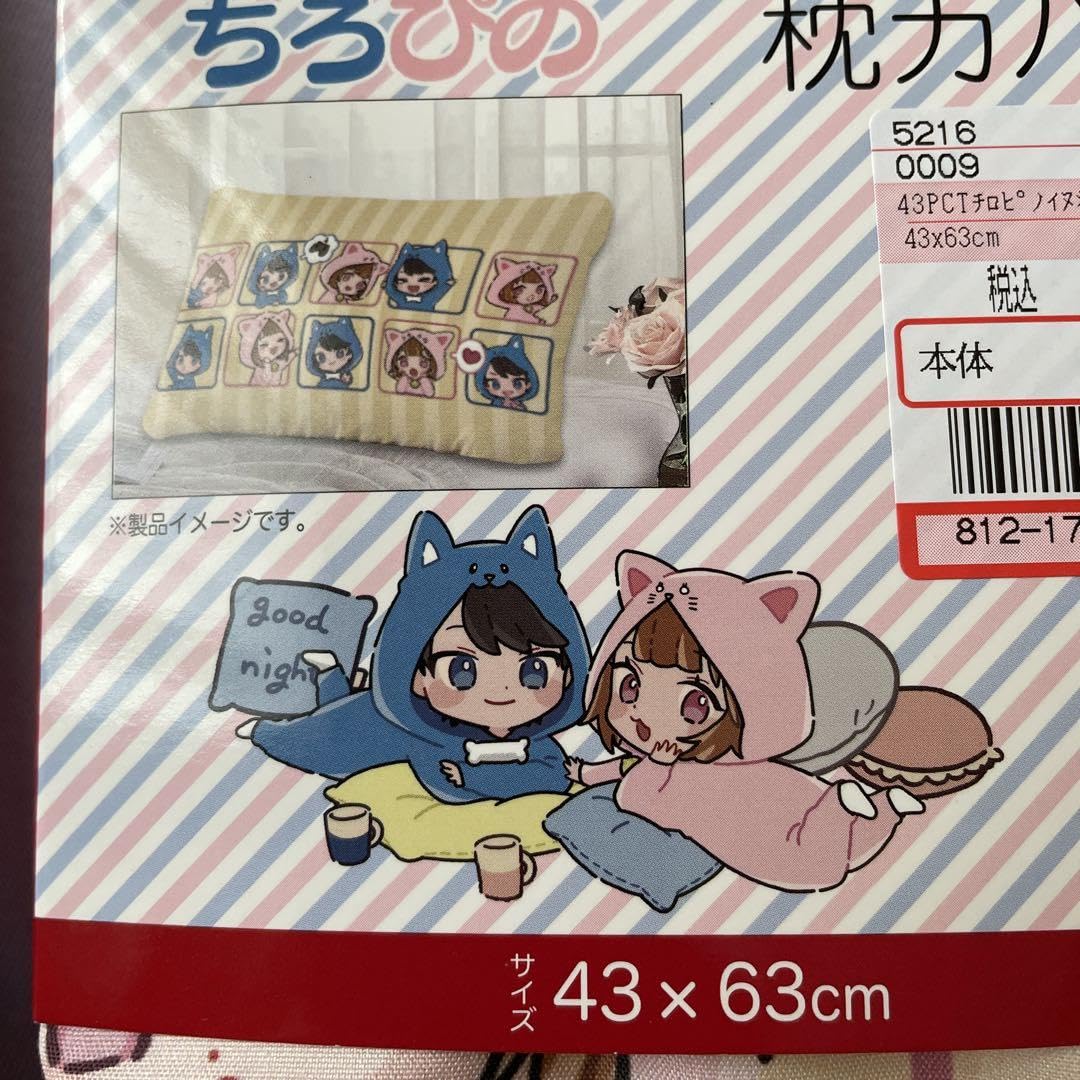 ちろぴの
枕カバ
5216
0009
43PCTチロピノイヌネ
43x63cm
税込
本体
812-17
※製品イメージです。
good
night
サイズ 43×63cm